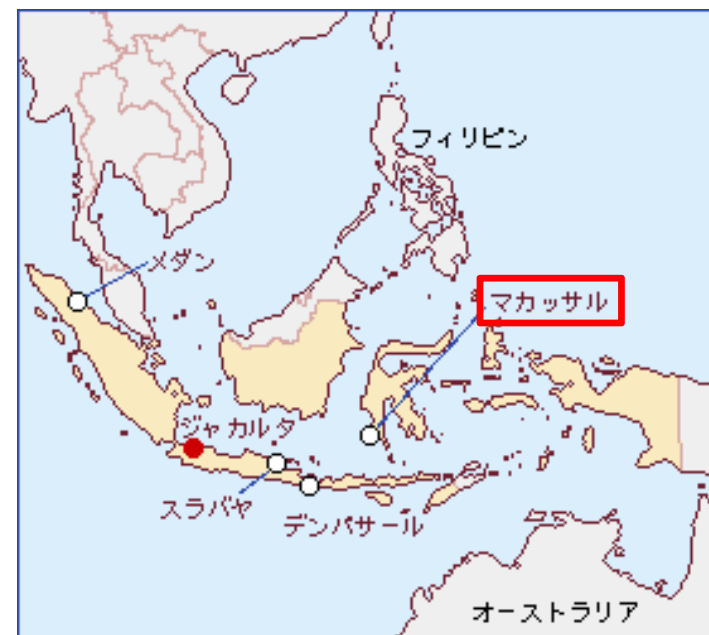 フィリピン
メダン
マカッサル
ジャカルタ
スラバヤ
デンパサール
オーストラリア